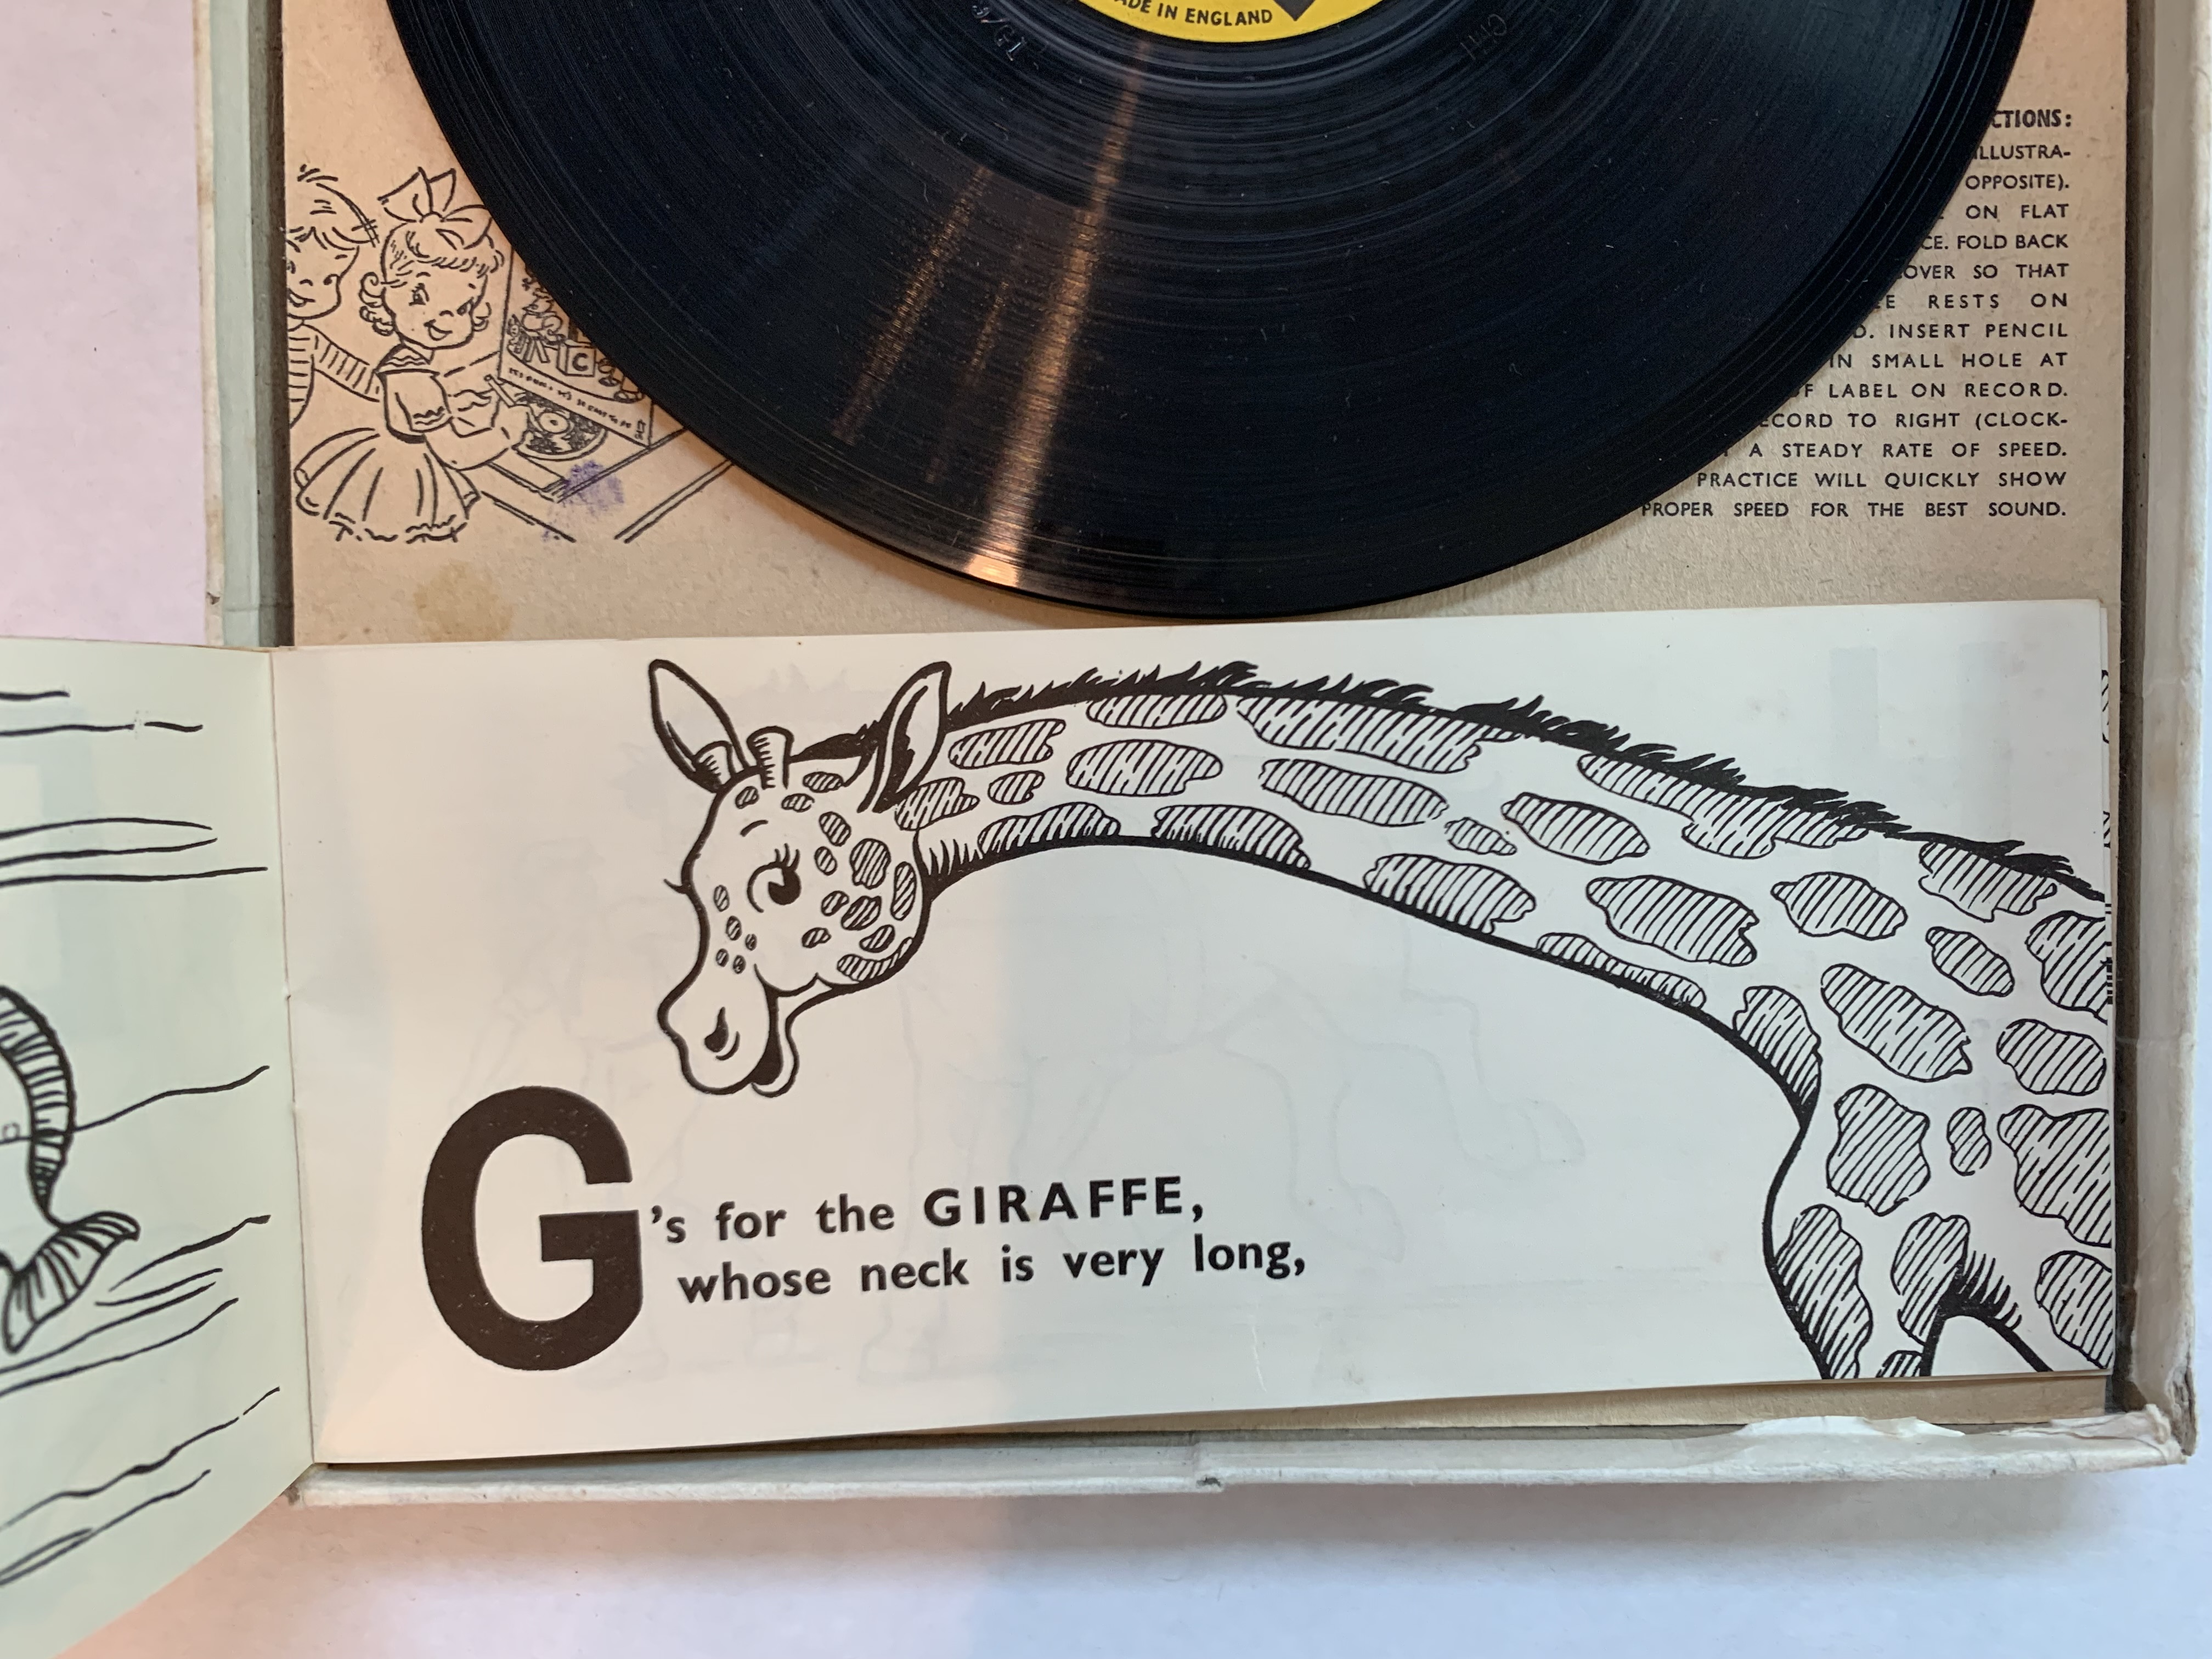 MADE IN ENGLAND
CTIONS:
ILLUSTRA-
OPPOSITE).
ON FLAT
CE. FOLD BACK
OVER SO THAT
E RESTS ON
D. INSERT PENCIL
IN SMALL HOLE AT
OF LABEL ON RECORD.
ECORD TO RIGHT (CLOCK-
A STEADY RATE OF SPEED.
PRACTICE WILL QUICKLY SHOW
PROPER SPEED FOR THE BEST SOUND.
C
G's for the GIRAFFE,
whose neck is very long,